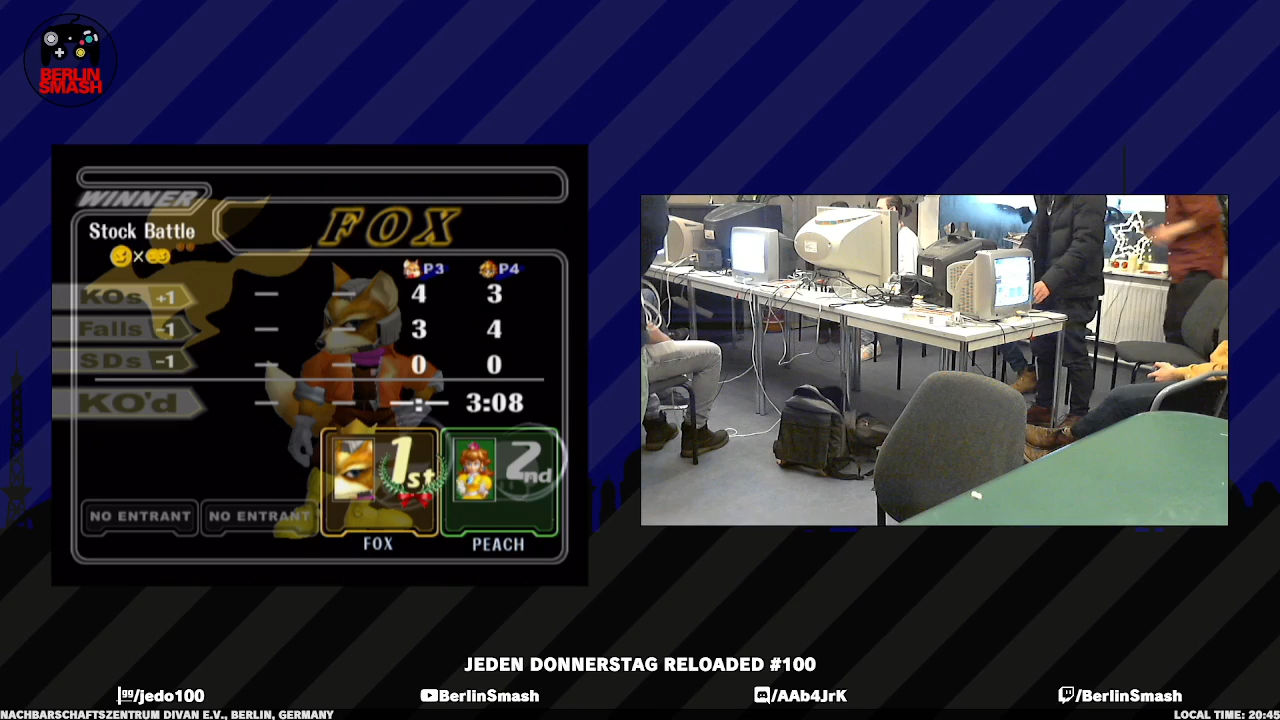 BERLIN
SMASH
WINNER
FOX
Stock Battle
P3 P4
KOs +1 — — 4 3
Falls -1 — — 3 4
SDs -1 — — 0 0
KO'd — — —:— 3:08
1st 2nd
NO ENTRANT NO ENTRANT
FOX PEACH
JEDEN DONNERSTAG RELOADED #100
gg/jedo100 BerlinSmash /AAb4JrK /BerlinSmash
NACHBARSCHAFTSZENTRUM DIVAN E.V., BERLIN, GERMANY LOCAL TIME: 20:45